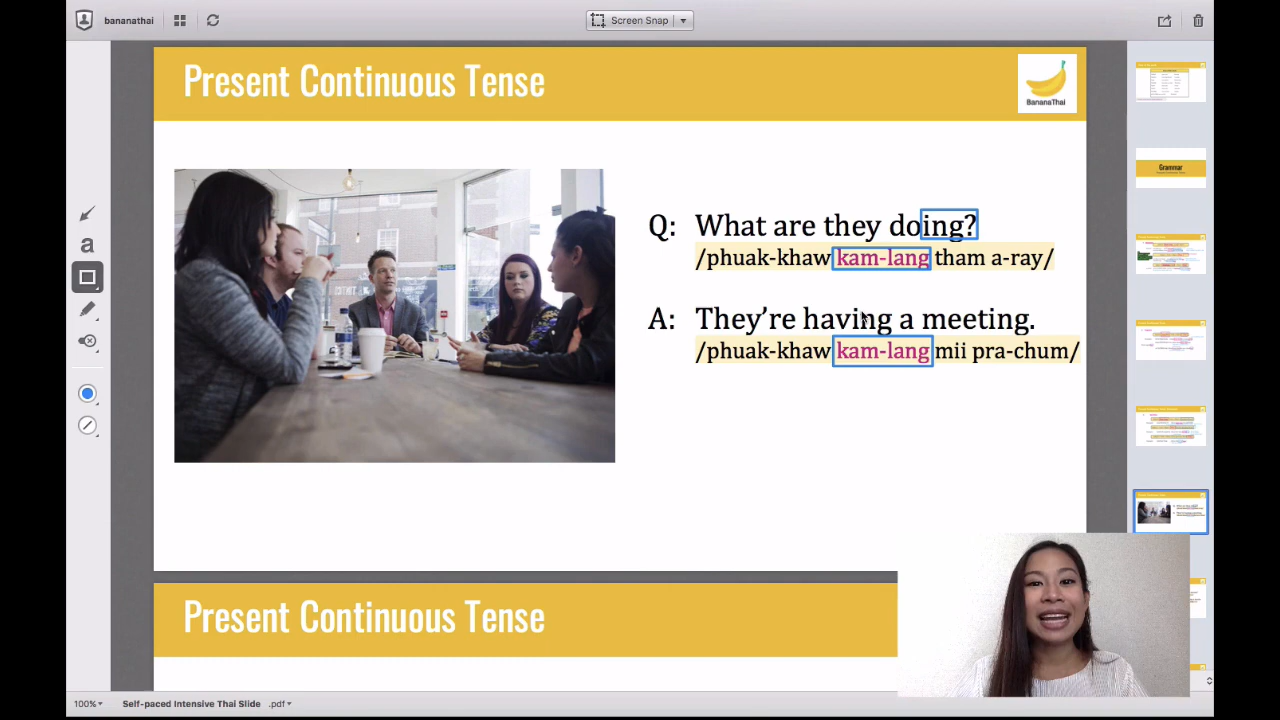 bananathai
Screen Snap
Present Continuous Tense
BananaThai
Q: What are they doing?
/phuak-khaw kam-lang tham a-ray/
A: They're having a meeting.
/phuak-khaw kam-lang mii pra-chum/
Present Continuous Tense
a
Grammar
100%
Self-paced Intensive Thai Slide .pdf